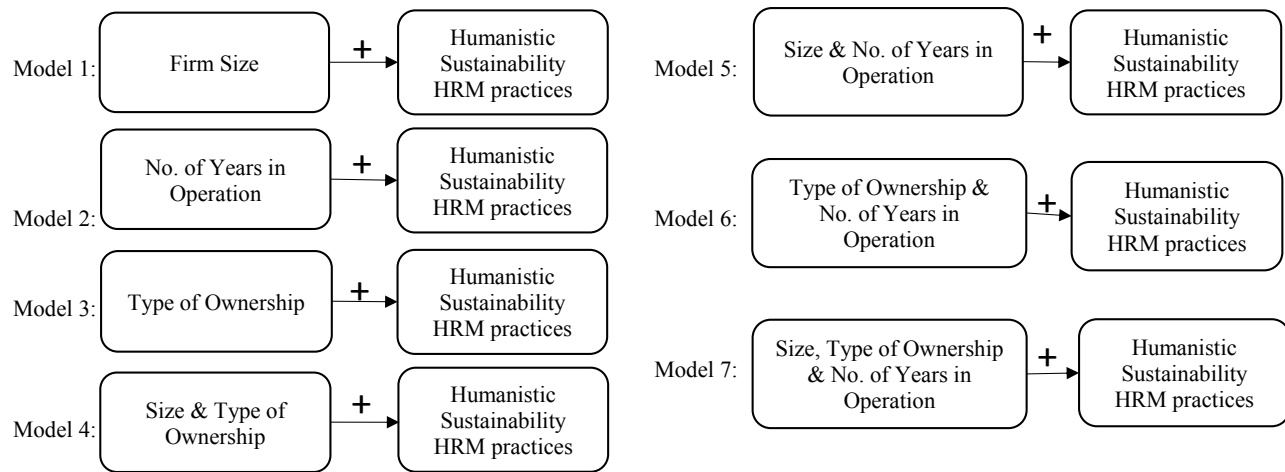 Model 1:
Firm Size
+
Humanistic
Sustainability
HRM practices
Model 2:
No. of Years in
Operation
+
Humanistic
Sustainability
HRM practices
Model 3:
Type of Ownership
+
Humanistic
Sustainability
HRM practices
Model 4:
Size & Type of
Ownership
+
Humanistic
Sustainability
HRM practices
Model 5:
Size & No. of Years in
Operation
+
Humanistic
Sustainability
HRM practices
Model 6:
Type of Ownership &
No. of Years in
Operation
+
Humanistic
Sustainability
HRM practices
Model 7:
Size, Type of Ownership
& No. of Years in
Operation
+
Humanistic
Sustainability
HRM practices